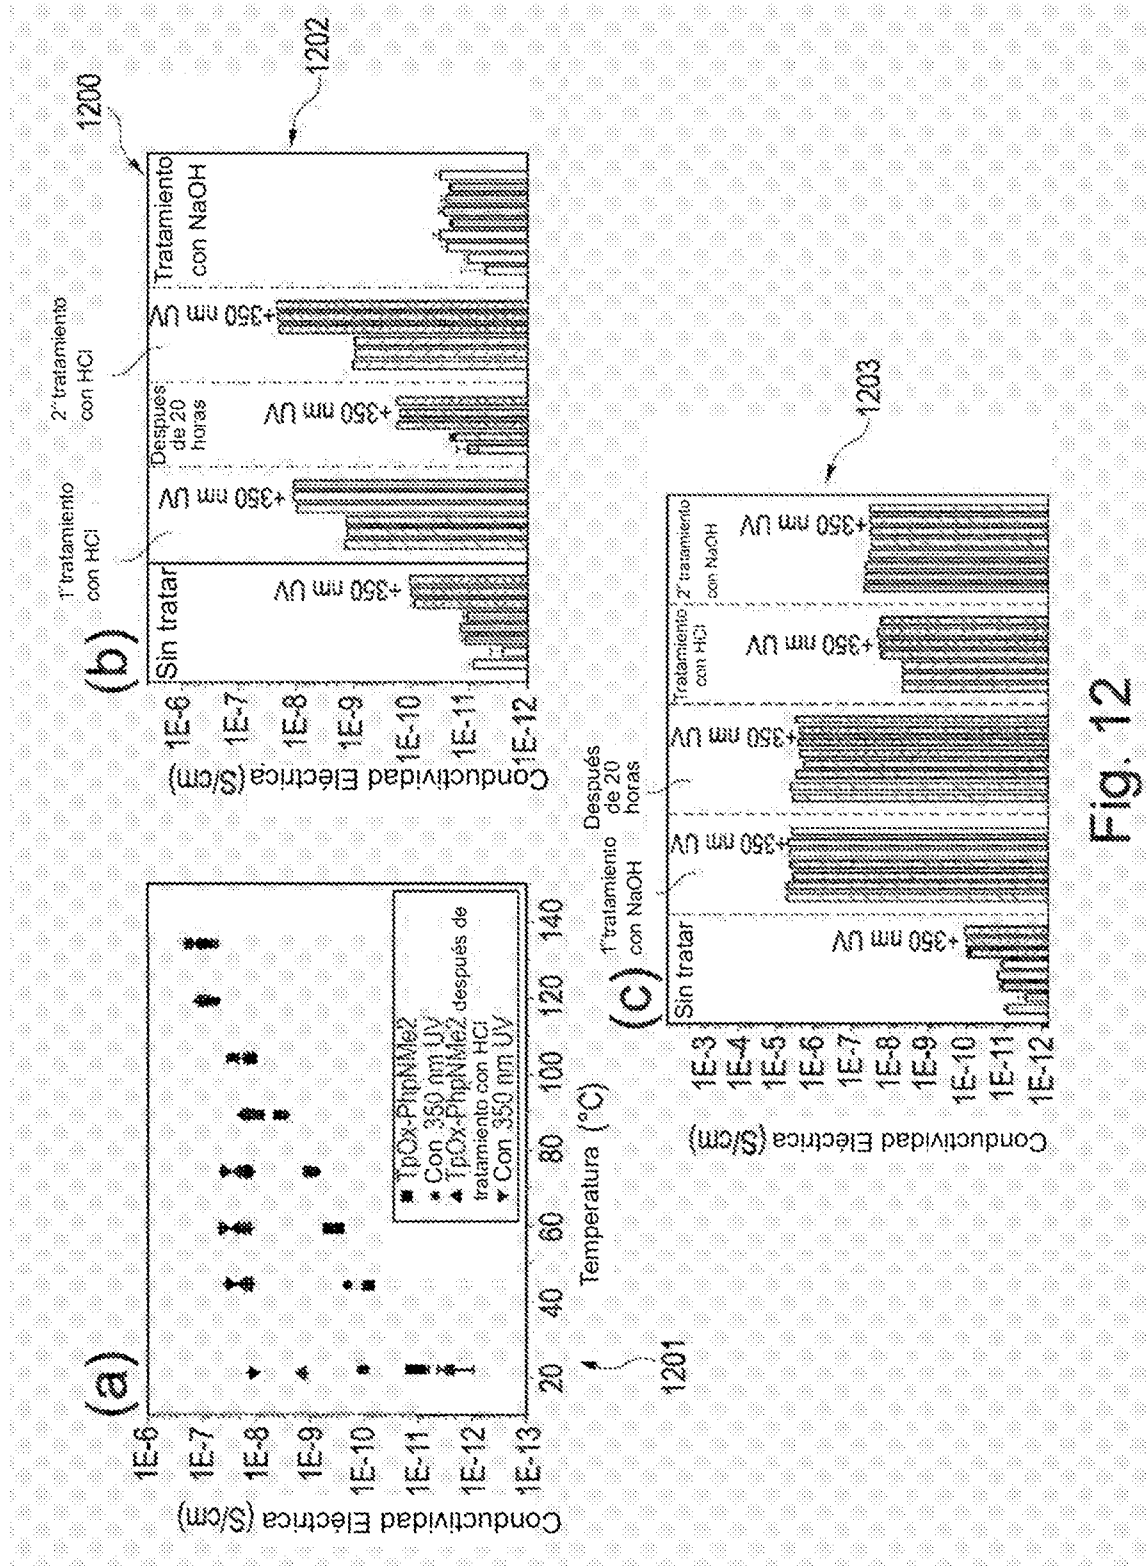 1200
(a)
Conductividad Eléctrica (S/cm)
1E-6
1E-7
1E-8
1E-9
1E-10
1E-11
1E-12
1E-13
■ TpOx-PhpNMe2
● Con 350 nm UV
▲ TpOx-PhpNMe2 después de
tratamiento con HCl
▼ Con 350 nm UV
20
40
60
80
100
120
140
Temperatura (°C)
1201
(b)
1˝tratamiento
con HCl
2˝tratamiento
con HCl
Conductividad Eléctrica (S/cm)
1E-6
1E-7
1E-8
1E-9
1E-10
1E-11
1E-12
Sin tratar
+350 nm UV
+350 nm UV
Despues
de 20
horas
+350 nm UV
+350 nm UV
Tratamiento
con NaOH
1202
(c)
1˝tratamiento
con NaOH
Después
de 20
horas
Conductividad Eléctrica (S/cm)
1E-3
1E-4
1E-5
1E-6
1E-7
1E-8
1E-9
1E-10
1E-11
1E-12
Sin tratar
+350
nm UV
+350 nm UV
+350 nm UV
Tratamiento
con HCl
+350
nm UV
2˝ tratamiento
con NaOH
+350
nm UV
1203
Fig. 12